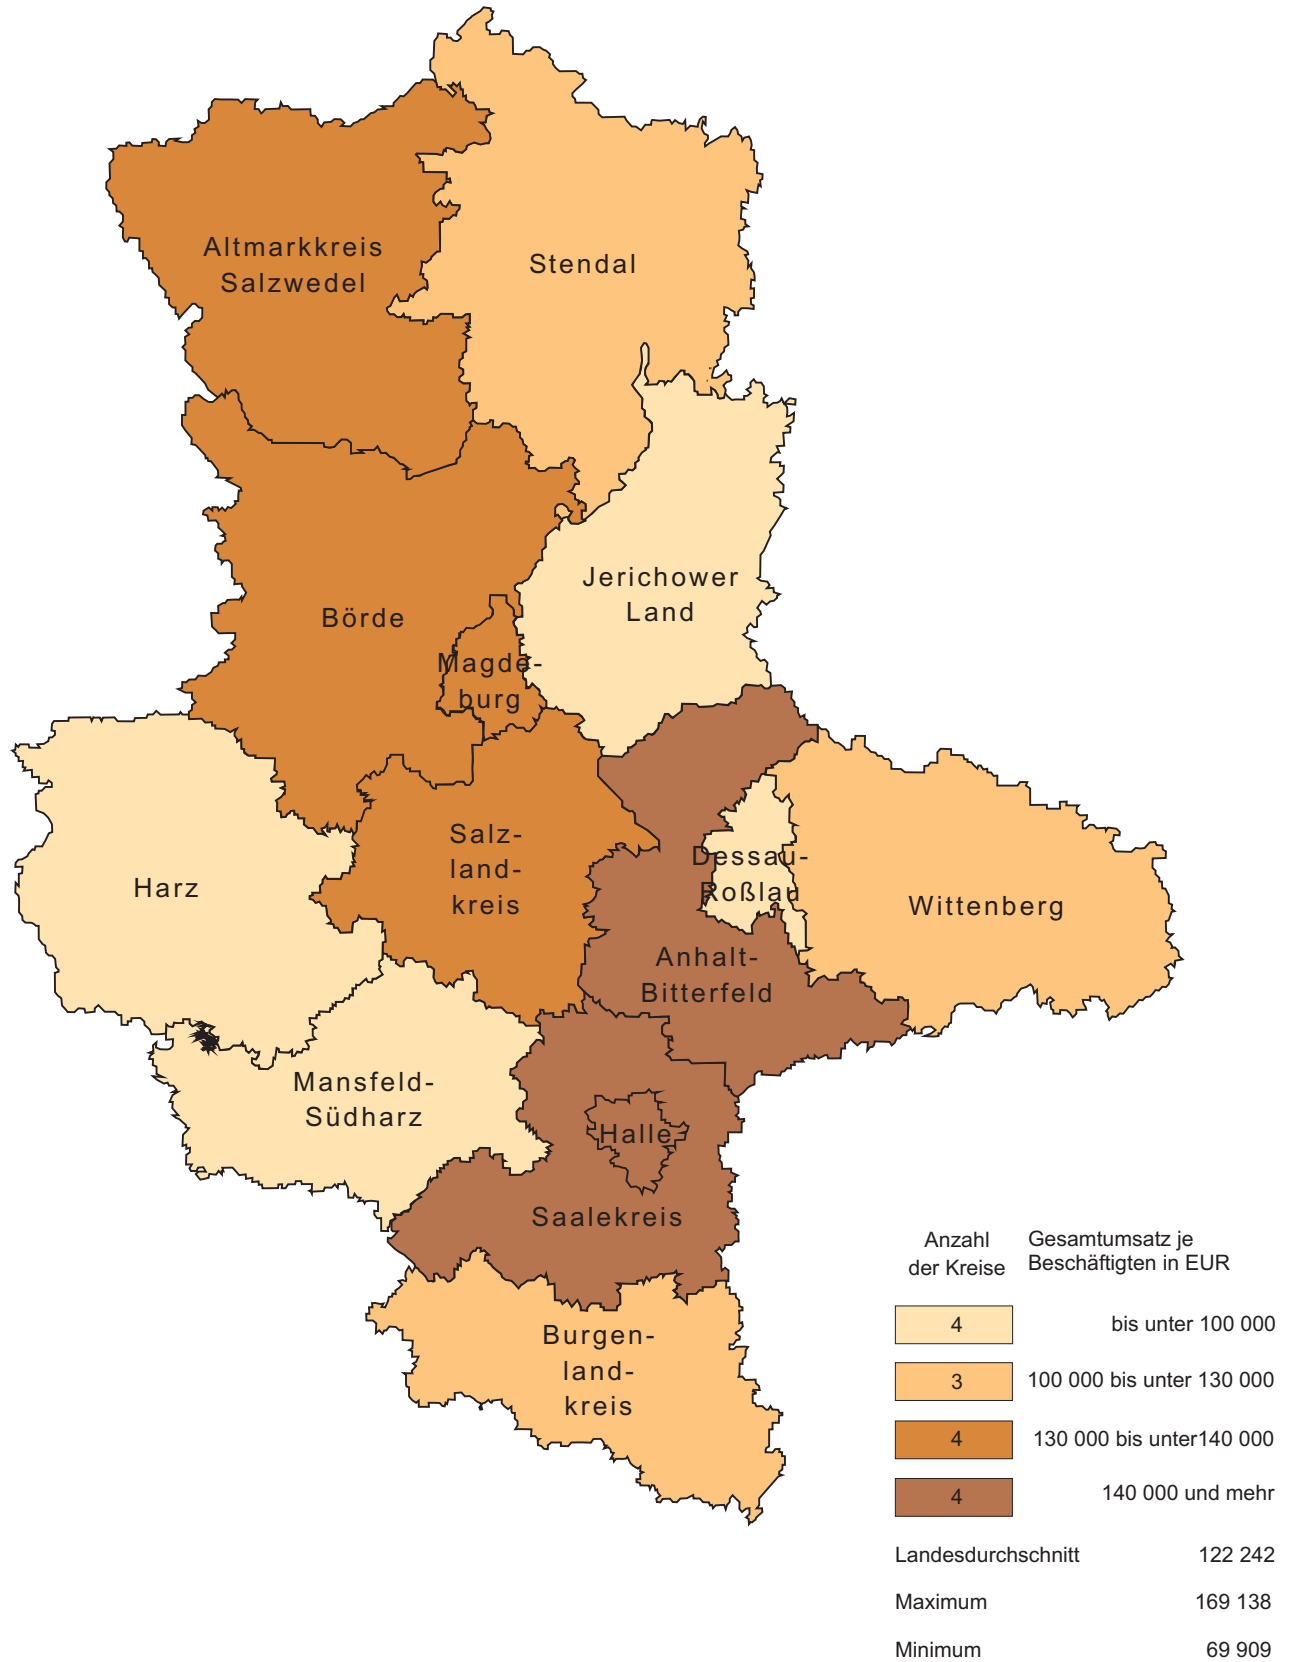 Altmarkkreis
Salzwedel
Stendal
Jerichower
Land
Börde
Magde-
burg
Salz-
land-
kreis
Harz
Dessau-
Roßlau
Wittenberg
Anhalt-
Bitterfeld
Mansfeld-
Südharz
Halle
Saalekreis
Burgen-
land-
kreis
Anzahl
der Kreise
Gesamtumsatz je
Beschäftigten in EUR
4 bis unter 100 000
3 100 000 bis unter 130 000
4 130 000 bis unter140 000
4 140 000 und mehr
Landesdurchschnitt 122 242
Maximum 169 138
Minimum 69 909